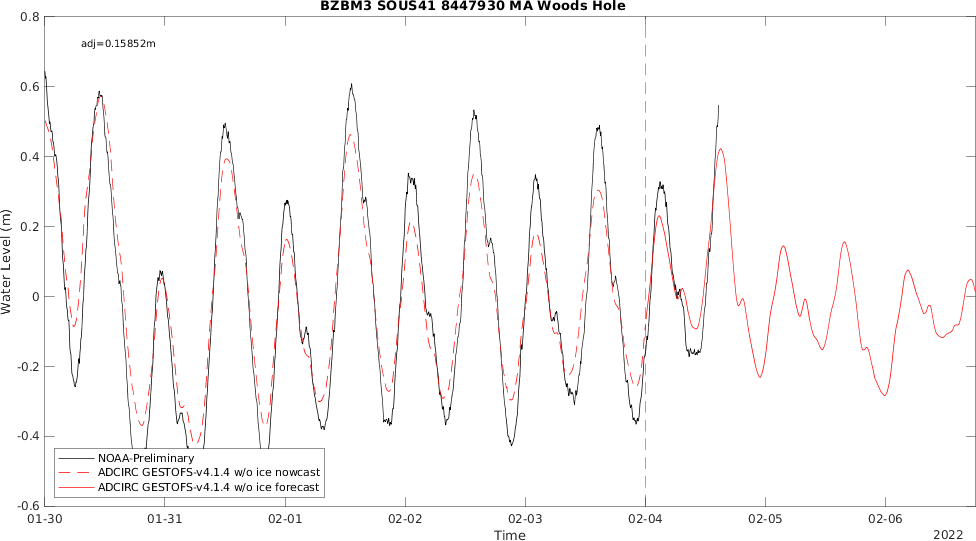 BZBM3 SOUS41 8447930 MA Woods Hole
adj=0.15852m
0.8
0.6
0.4
0.2
0
-0.2
-0.4
-0.6
Water Level (m)
NOAA-Preliminary
ADCIRC GESTOFS-v4.1.4 w/o ice nowcast
ADCIRC GESTOFS-v4.1.4 w/o ice forecast
01-30 01-31 02-01 02-02 02-03 02-04 02-05 02-06
Time
2022